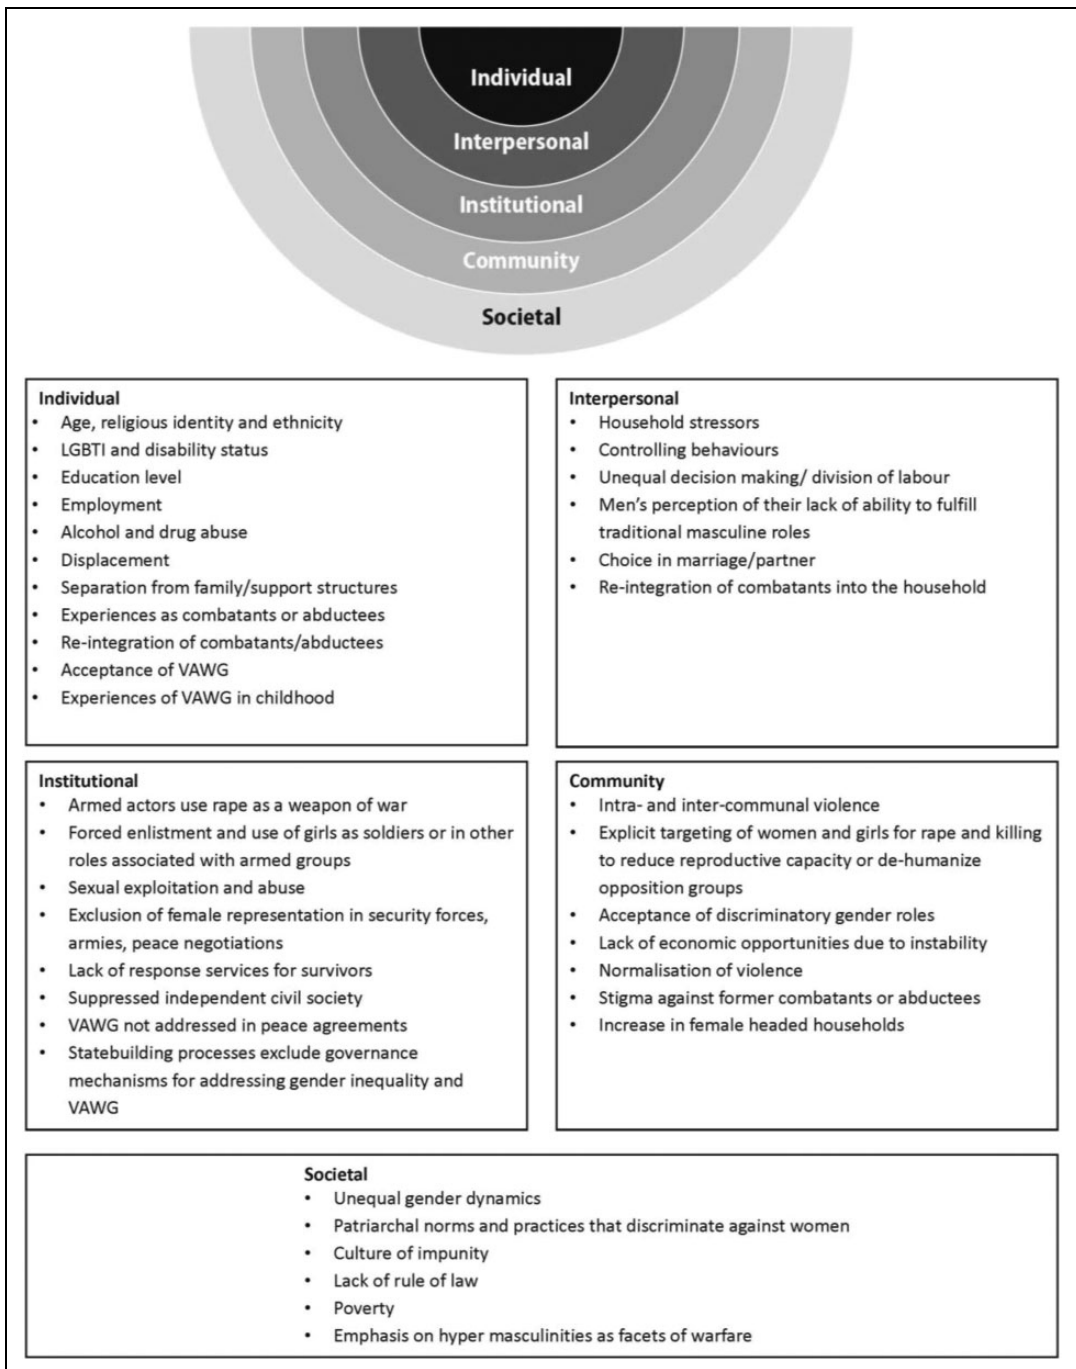 Individual
Interpersonal
Institutional
Community
Societal
Individual
• Age, religious identity and ethnicity
• LGBTI and disability status
• Education level
• Employment
• Alcohol and drug abuse
• Displacement
• Separation from family/support structures
• Experiences as combatants or abductees
• Re-integration of combatants/abductees
• Acceptance of VAWG
• Experiences of VAWG in childhood
Interpersonal
• Household stressors
• Controlling behaviours
• Unequal decision making/ division of labour
• Men's perception of their lack of ability to fulfill
traditional masculine roles
• Choice in marriage/partner
• Re-integration of combatants into the household
Institutional
• Armed actors use rape as a weapon of war
• Forced enlistment and use of girls as soldiers or in other
roles associated with armed groups
• Sexual exploitation and abuse
• Exclusion of female representation in security forces,
armies, peace negotiations
• Lack of response services for survivors
• Suppressed independent civil society
• VAWG not addressed in peace agreements
• Statebuilding processes exclude governance
mechanisms for addressing gender inequality and
VAWG
Community
• Intra- and inter-communal violence
• Explicit targeting of women and girls for rape and killing
to reduce reproductive capacity or de-humanize
opposition groups
• Acceptance of discriminatory gender roles
• Lack of economic opportunities due to instability
• Normalisation of violence
• Stigma against former combatants or abductees
• Increase in female headed households
Societal
• Unequal gender dynamics
• Patriarchal norms and practices that discriminate against women
• Culture of impunity
• Lack of rule of law
• Poverty
• Emphasis on hyper masculinities as facets of warfare